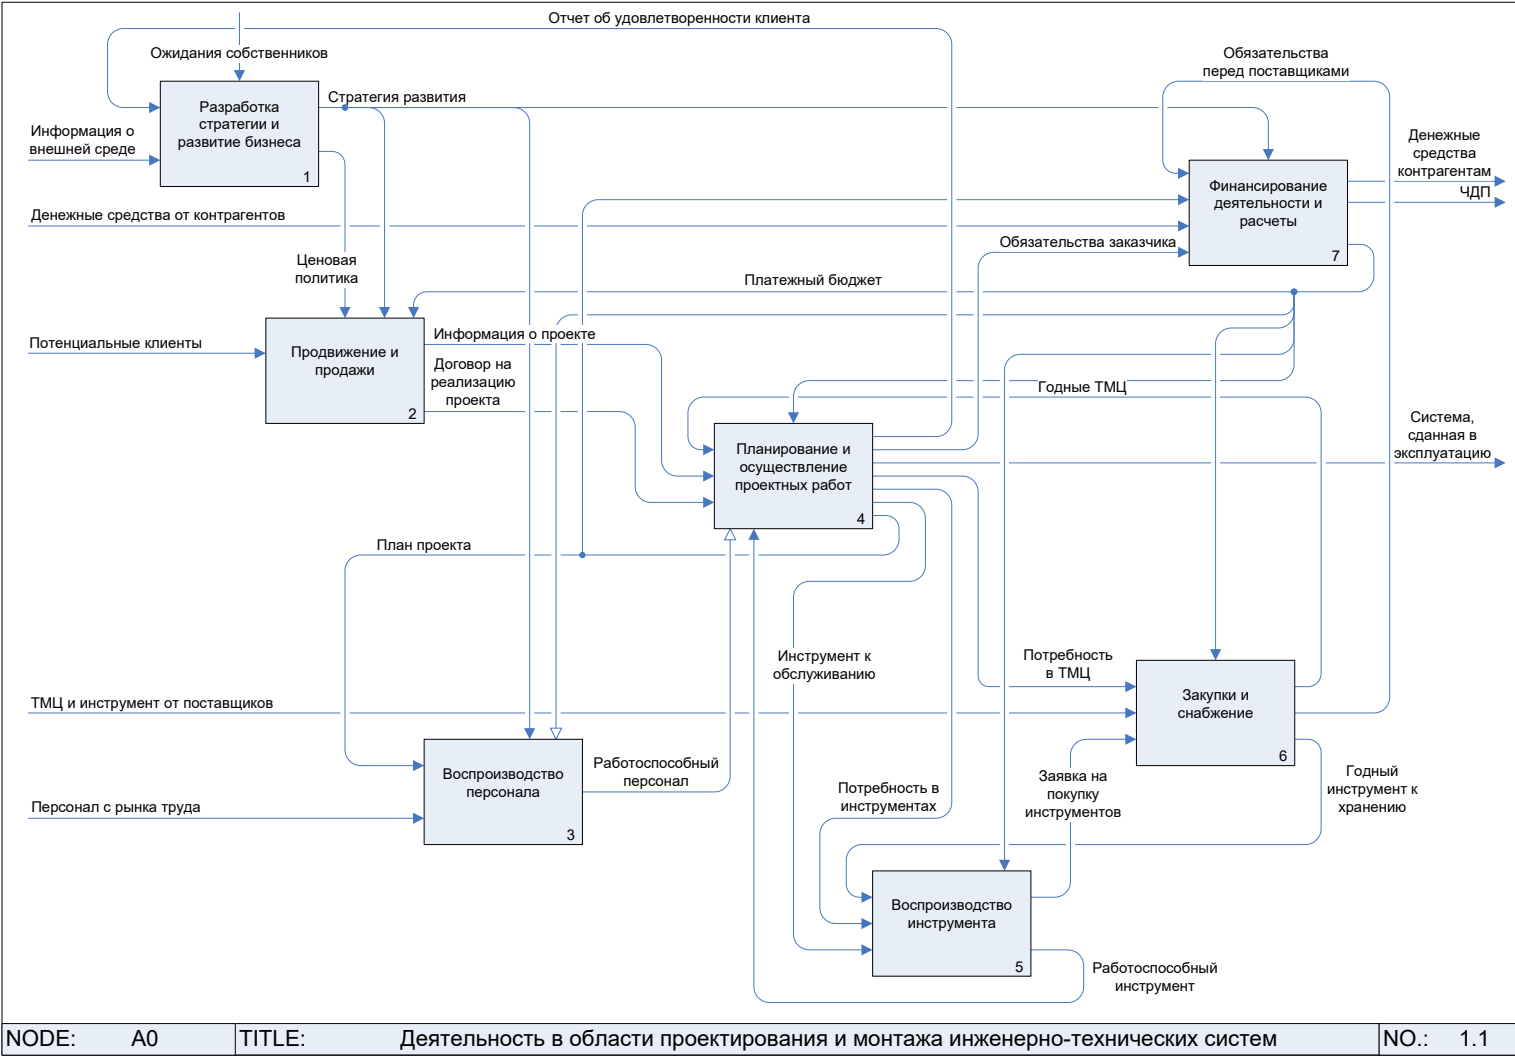 Отчет об удовлетворенности клиента
Ожидания собственников
Обязательства
перед поставщиками
Разработка
стратегии и
развитие бизнеса
1
Стратегия развития
Информация о
внешней среде
Денежные
средства
контрагентам
ЧДП
Финансирование
деятельности и
расчеты
7
Денежные средства от контрагентов
Обязательства заказчика
Ценовая
политика
Платежный бюджет
Потенциальные клиенты
Продвижение и
продажи
2
Информация о проекте
Договор на
реализацию
проекта
Годные ТМЦ
Система,
сданная в
эксплуатацию
Планирование и
осуществление
проектных работ
4
План проекта
Инструмент к
обслуживанию
Потребность
в ТМЦ
ТМЦ и инструмент от поставщиков
Закупки и
снабжение
6
Воспроизводство
персонала
3
Работоспособный
персонал
Персонал с рынка труда
Потребность в
инструментах
Заявка на
покупку
инструментов
Годный
инструмент к
хранению
Воспроизводство
инструмента
5
Работоспособный
инструмент
NODE: A0 TITLE: Деятельность в области проектирования и монтажа инженерно-технических систем NO.: 1.1